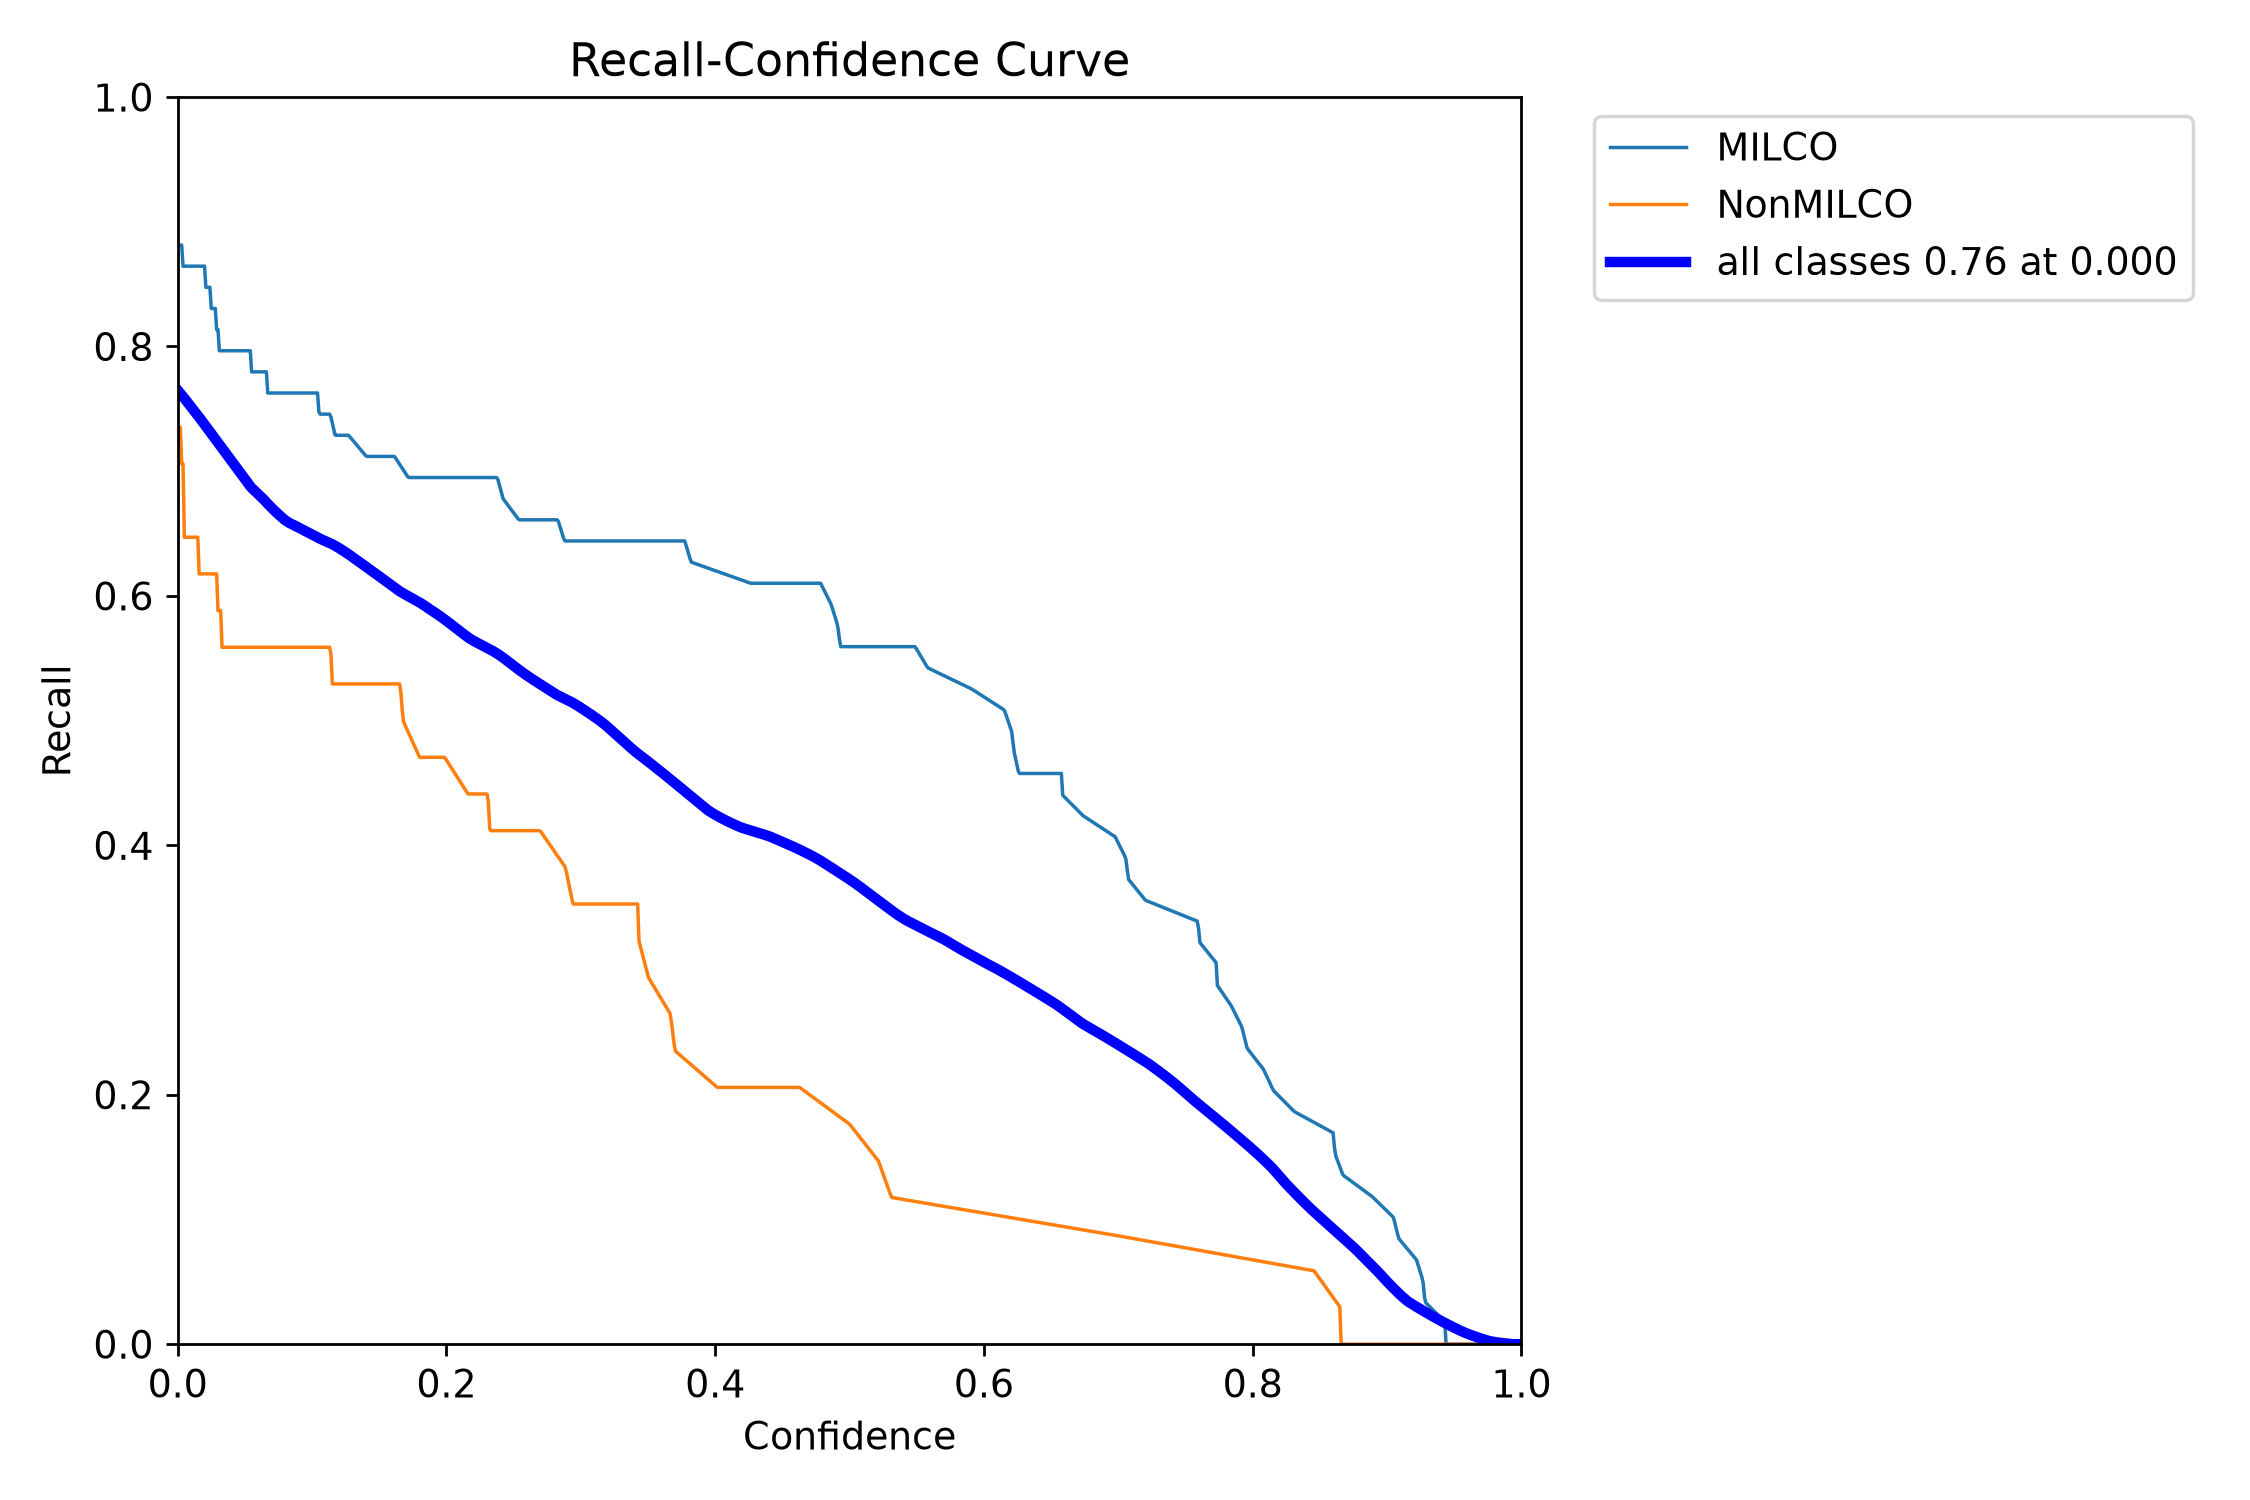 Recall-Confidence Curve
1.0
0.8
0.6
0.4
0.2
0.0
Recall
0.0 0.2 0.4 0.6 0.8 1.0
Confidence
MILCO
NonMILCO
all classes 0.76 at 0.000